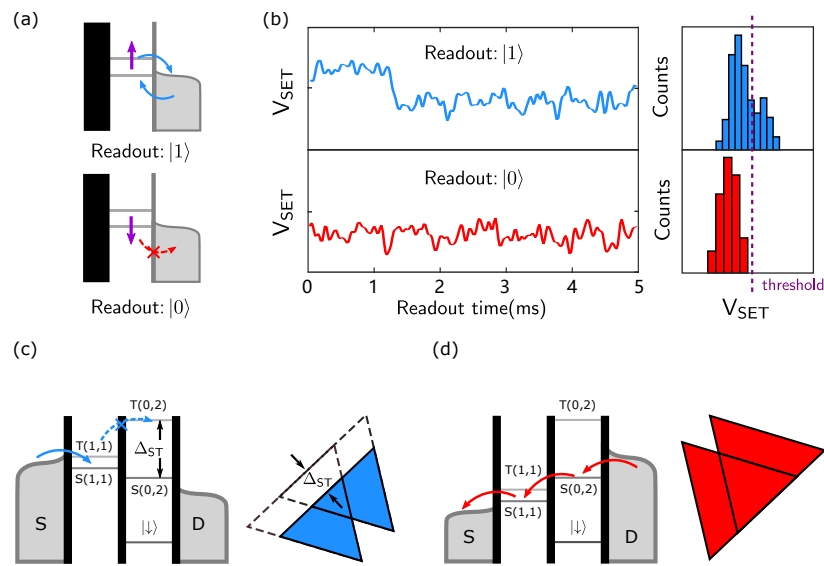 (a)
Readout: |1⟩
Readout: |0⟩
(b)
V_SET
Readout: |1⟩
Counts
V_SET
Readout: |0⟩
Counts
0 1 2 3 4 5
Readout time(ms)
threshold
V_SET
(c)
T(0,2)
T(1,1)
Δ_ST
S(1,1)
S(0,2)
S
|↓⟩
D
Δ_ST
(d)
T(0,2)
T(1,1)
S(0,2)
S(1,1)
S
|↓⟩
D